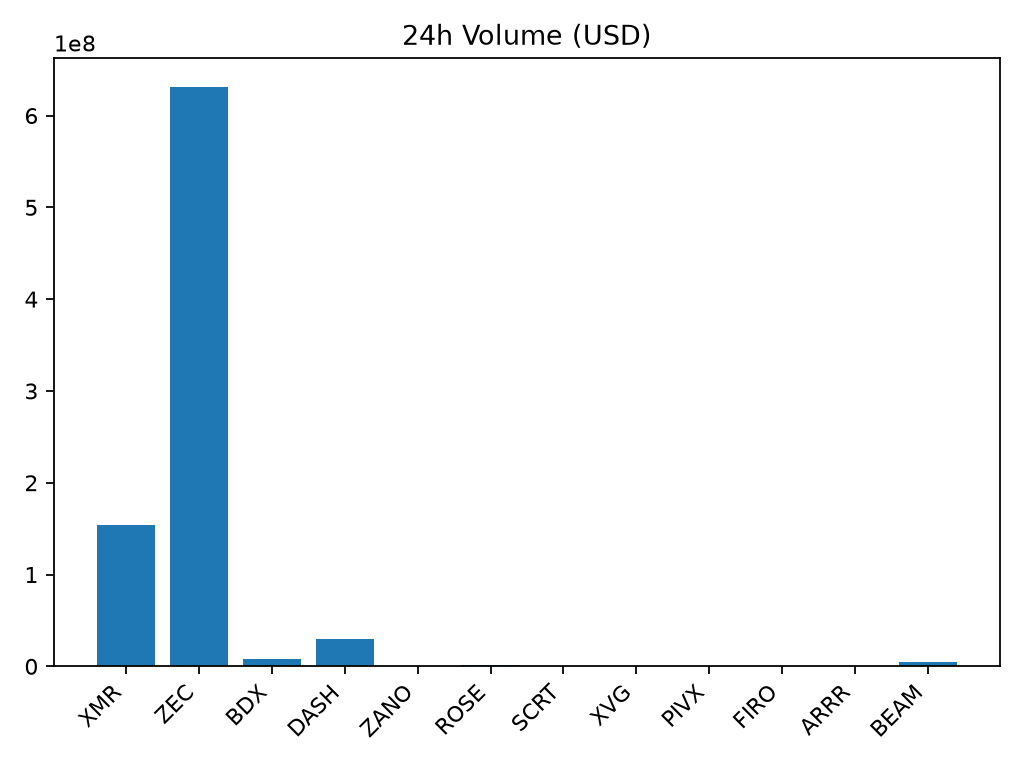 24h Volume (USD)
1e8
6
5
4
3
2
1
0
XMR
ZEC
BDX
DASH
ZANO
ROSE
SCRT
XVG
PIVX
FIRO
ARRR
BEAM